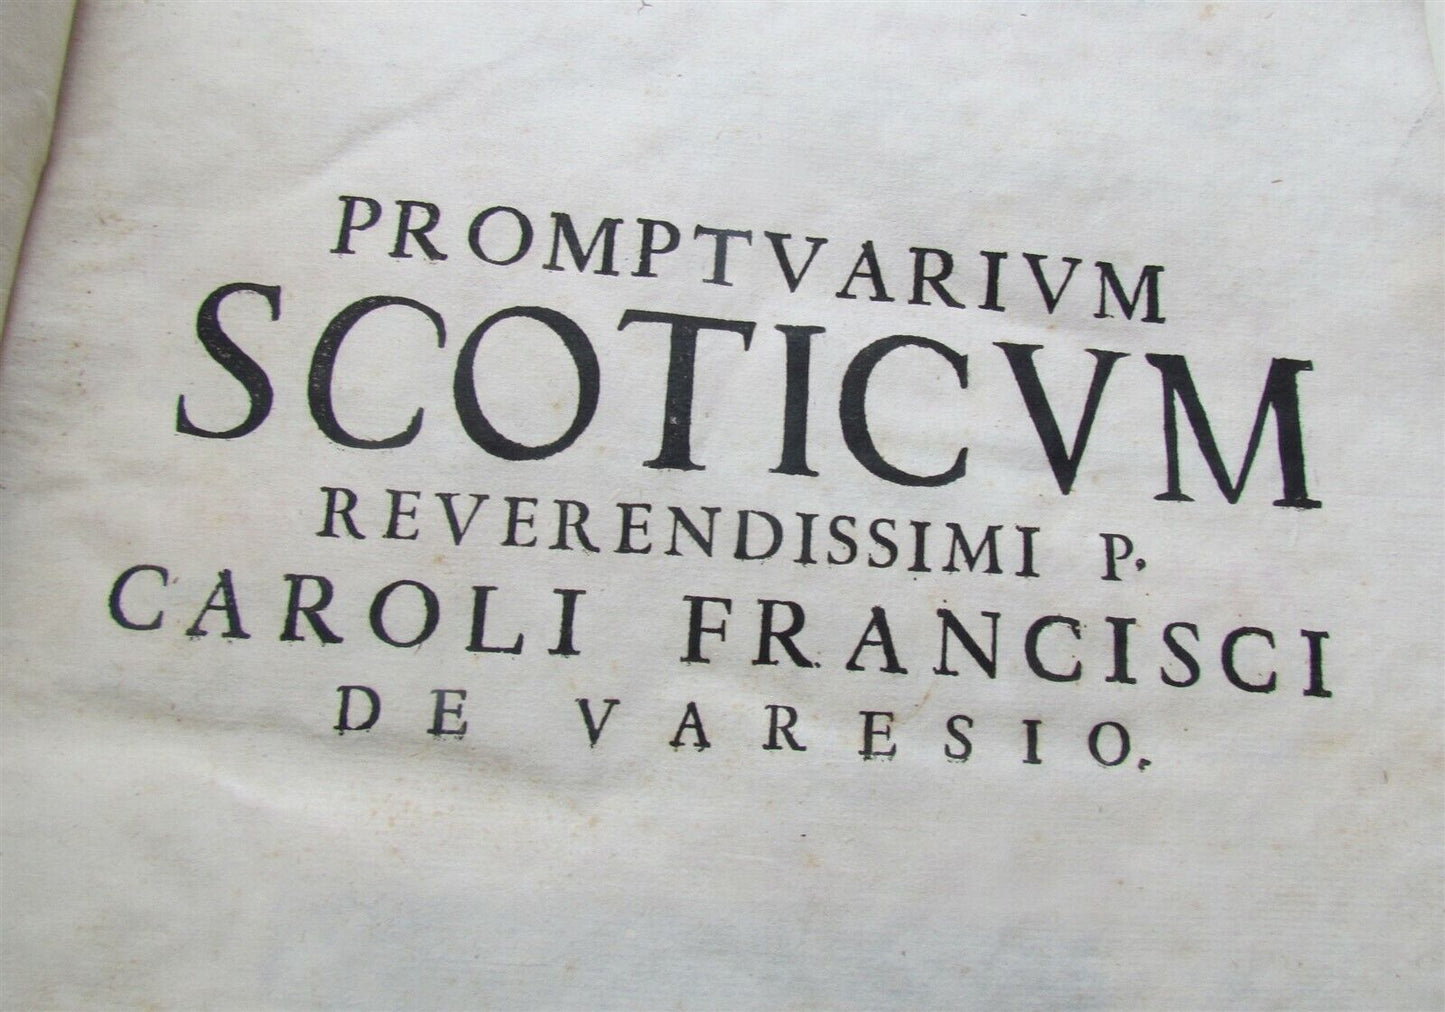 PROMPTVARIVM
SCOTICVM
REVERENDISSIMI P.
CAROLI FRANCISCI
DE VARESIO.